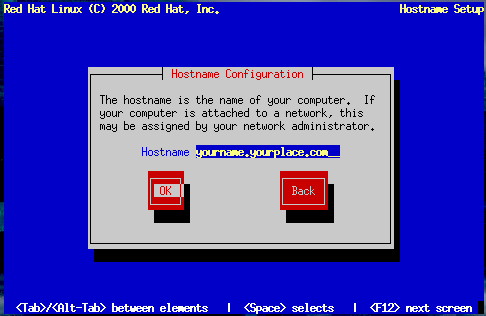 Red Hat Linux (C) 2000 Red Hat, Inc. Hostname Setup
Hostname Configuration
The hostname is the name of your computer. If
your computer is attached to a network, this
may be assigned by your network administrator.
Hostname yourname.yourplace.com__
OK Back
<Tab>/<Alt-Tab> between elements | <Space> selects | <F12> next screen